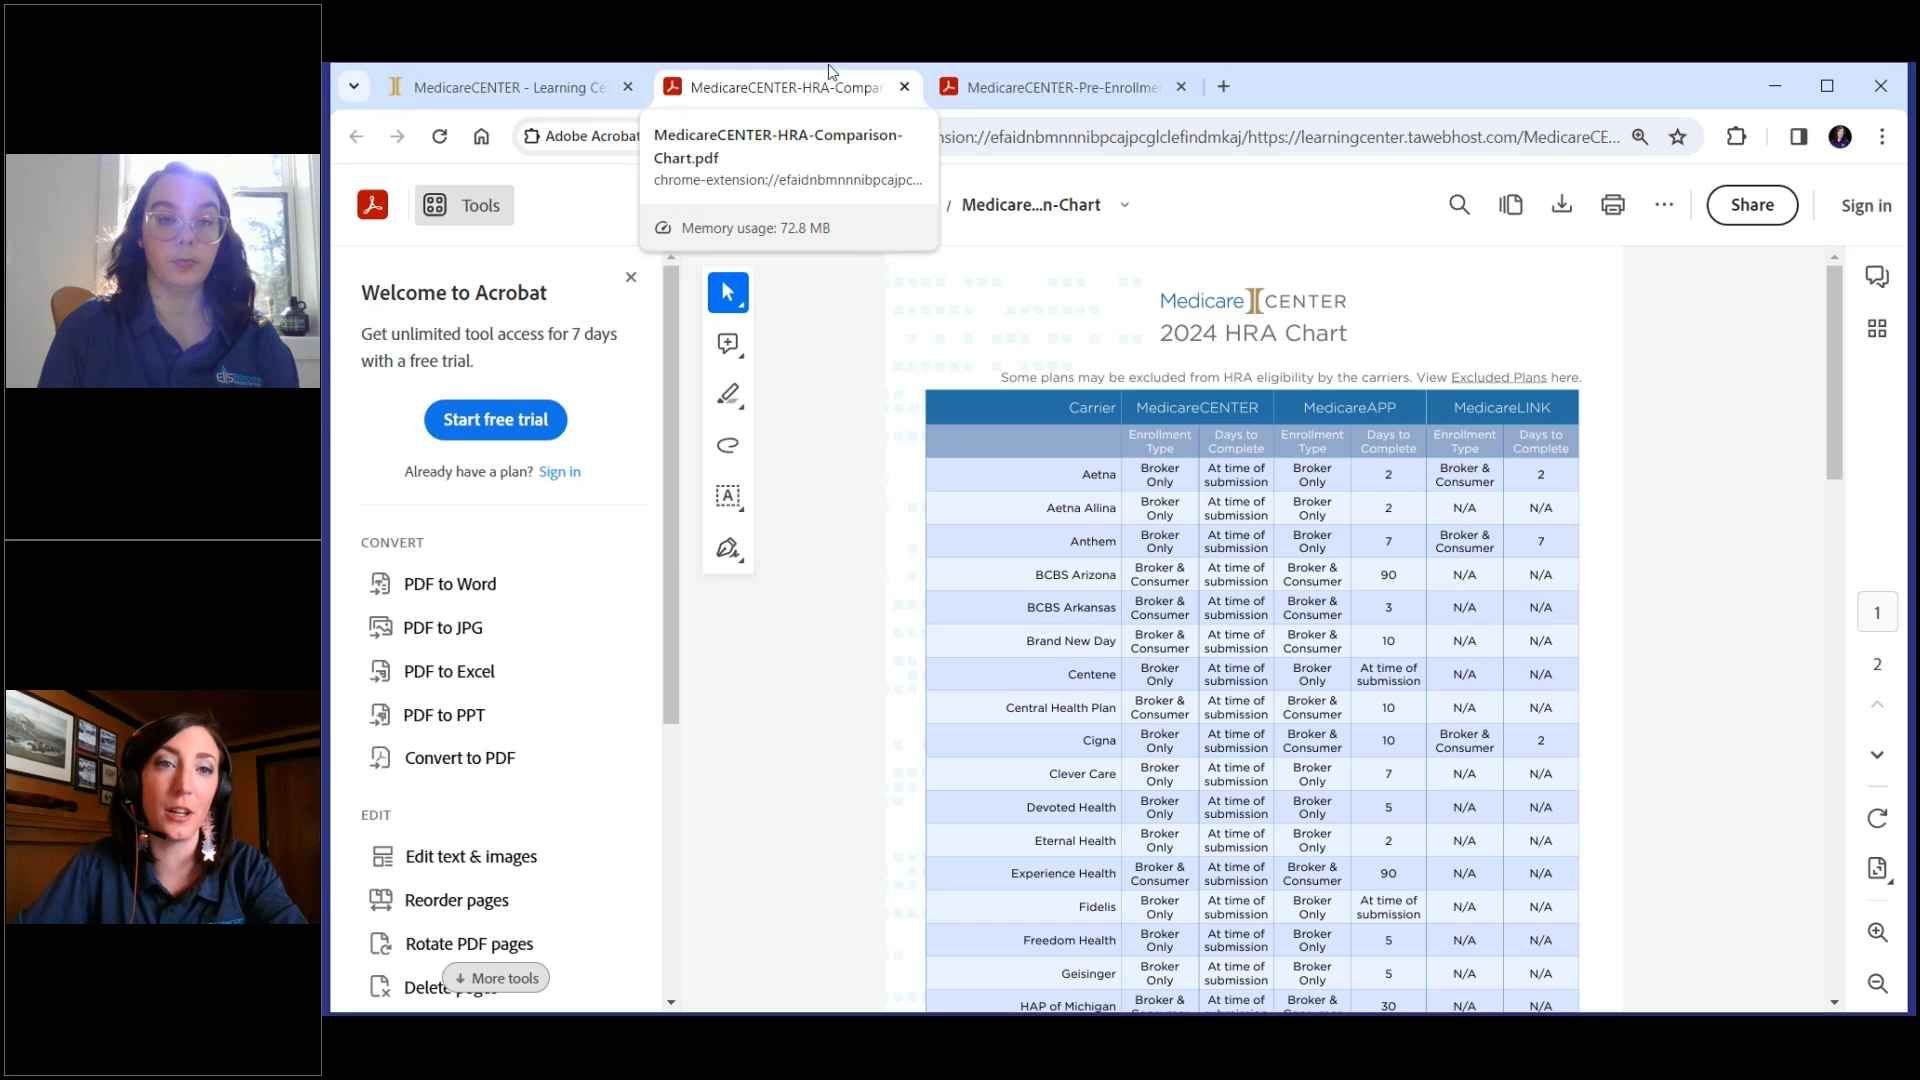 MedicareCENTER - Learning Ce
MedicareCENTER-HRA-Compa
MedicareCENTER-Pre-Enrollme
Adobe Acrobat
nsion://efaidnbmnnnibpcajpcglclefindmkaj/https://learningcenter.tawebhost.com/MedicareCE...
MedicareCENTER-HRA-Comparison-
Chart.pdf
chrome-extension://efaidnbmnnnibpcajpc...
Memory usage: 72.8 MB
Tools
/ Medicare...n-Chart
Share
Sign in
Welcome to Acrobat
Get unlimited tool access for 7 days
with a free trial.
Start free trial
Already have a plan? Sign in
CONVERT
PDF to Word
PDF to JPG
PDF to Excel
PDF to PPT
Convert to PDF
EDIT
Edit text & images
Reorder pages
Rotate PDF pages
Delete pages
More tools
Medicare CENTER
2024 HRA Chart
Some plans may be excluded from HRA eligibility by the carriers. View Excluded Plans here.
Carrier MedicareCENTER MedicareAPP MedicareLINK
Enrollment Type Days to Complete Enrollment Type Days to Complete Enrollment Type Days to Complete
Aetna Broker Only At time of submission Broker Only 2 Broker & Consumer 2
Aetna Allina Broker Only At time of submission Broker Only 2 N/A N/A
Anthem Broker Only At time of submission Broker Only 7 Broker & Consumer 7
BCBS Arizona Broker & Consumer At time of submission Broker & Consumer 90 N/A N/A
BCBS Arkansas Broker & Consumer At time of submission Broker & Consumer 3 N/A N/A
Brand New Day Broker & Consumer At time of submission Broker & Consumer 10 N/A N/A
Centene Broker Only At time of submission Broker Only At time of submission N/A N/A
Central Health Plan Broker & Consumer At time of submission Broker & Consumer 10 N/A N/A
Cigna Broker Only At time of submission Broker & Consumer 10 Broker & Consumer 2
Clever Care Broker Only At time of submission Broker Only 7 N/A N/A
Devoted Health Broker Only At time of submission Broker Only 5 N/A N/A
Eternal Health Broker Only At time of submission Broker Only 2 N/A N/A
Experience Health Broker & Consumer At time of submission Broker & Consumer 90 N/A N/A
Fidelis Broker Only At time of submission Broker Only At time of submission N/A N/A
Freedom Health Broker Only At time of submission Broker Only 5 N/A N/A
Geisinger Broker Only At time of submission Broker Only 5 N/A N/A
HAP of Michigan Broker & At time of Broker & 30 N/A N/A
1
2